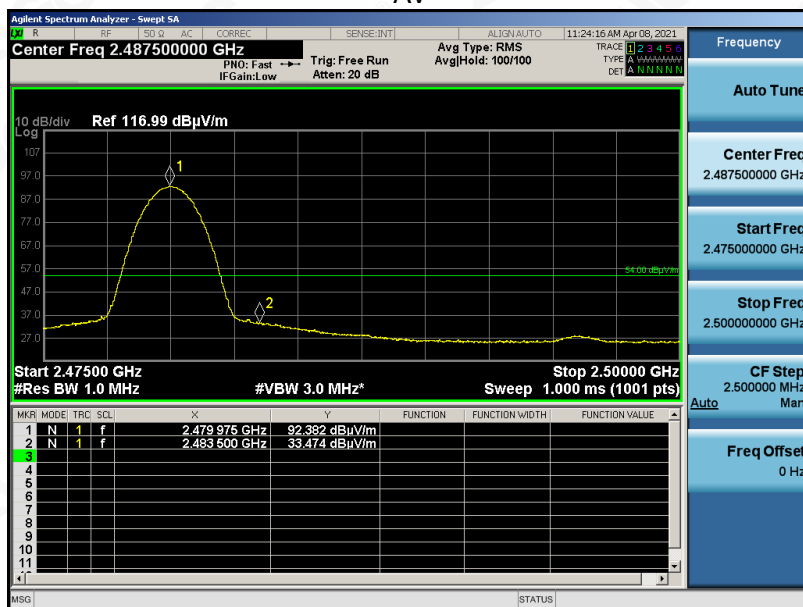 AV
Agilent Spectrum Analyzer - Swept SA
LXI R RF 50 Ω AC CORREC SENSE:INT ALIGN AUTO 11:24:16 AM Apr 08, 2021
Center Freq 2.487500000 GHz
PNO: Fast
IFGain:Low
Trig: Free Run
Atten: 20 dB
Avg Type: RMS
Avg|Hold: 100/100
TRACE 1 2 3 4 5 6
TYPE A WWWWW
DET A N N N N N
10 dB/div Ref 116.99 dBµV/m
Log
107
97.0
87.0
77.0
67.0
57.0
47.0
37.0
27.0
1
2
54.00 dBµV/m
Start 2.47500 GHz Stop 2.50000 GHz
#Res BW 1.0 MHz #VBW 3.0 MHz* Sweep 1.000 ms (1001 pts)
MKR MODE TRC SCL X Y FUNCTION FUNCTION WIDTH FUNCTION VALUE
1 N 1 f 2.479 975 GHz 92.382 dBµV/m
2 N 1 f 2.483 500 GHz 33.474 dBµV/m
3
4
5
6
7
8
9
10
11
MSG STATUS
Frequency
Auto Tune
Center Freq
2.487500000 GHz
Start Freq
2.475000000 GHz
Stop Freq
2.500000000 GHz
CF Step
2.500000 MHz
Auto Man
Freq Offset
0 Hz